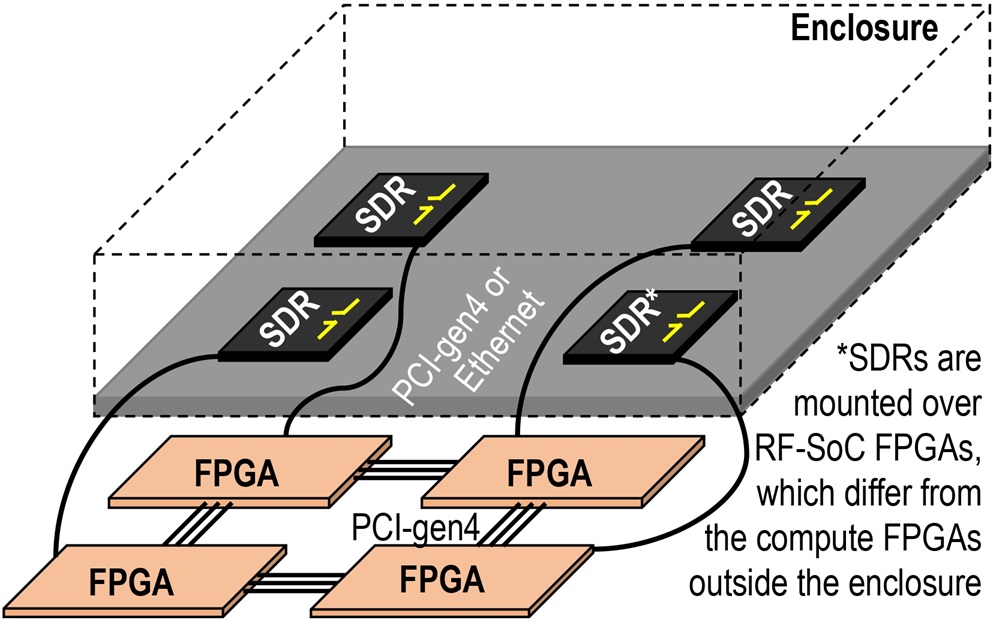 Enclosure
SDR
SDR
SDR
SDR*
PCI-gen4 or
Ethernet
*SDRs are
mounted over
RF-SoC FPGAs,
which differ from
the compute FPGAs
outside the enclosure
FPGA
FPGA
PCI-gen4
FPGA
FPGA